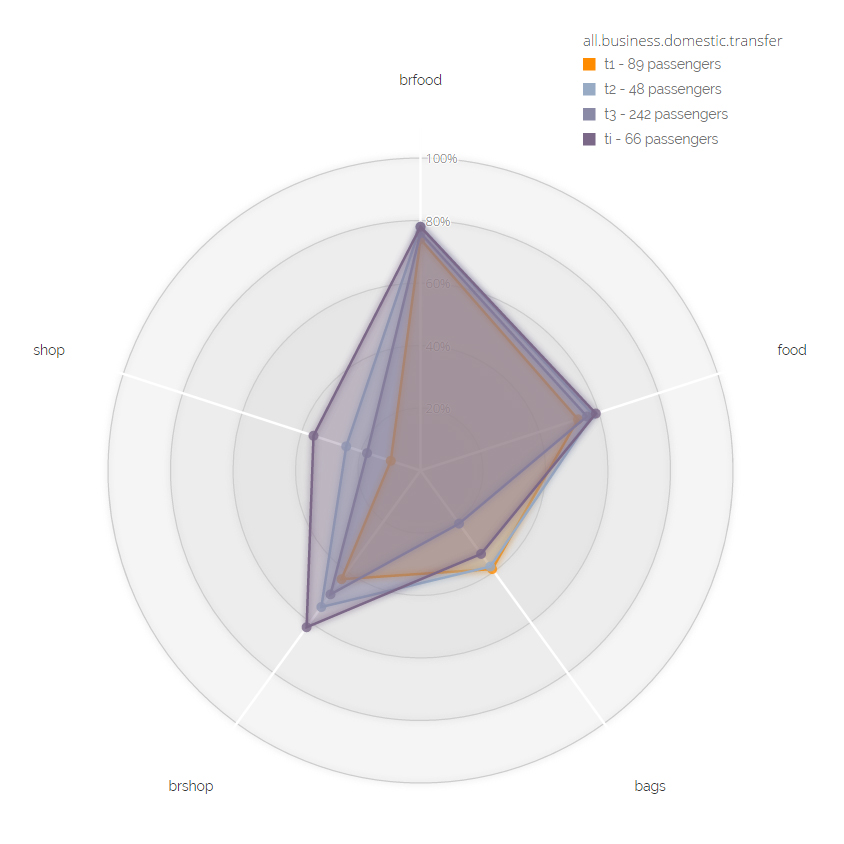 all.business.domestic.transfer
t1 - 89 passengers
t2 - 48 passengers
t3 - 242 passengers
ti - 66 passengers
brfood
100%
80%
60%
40%
20%
shop
food
brshop
bags